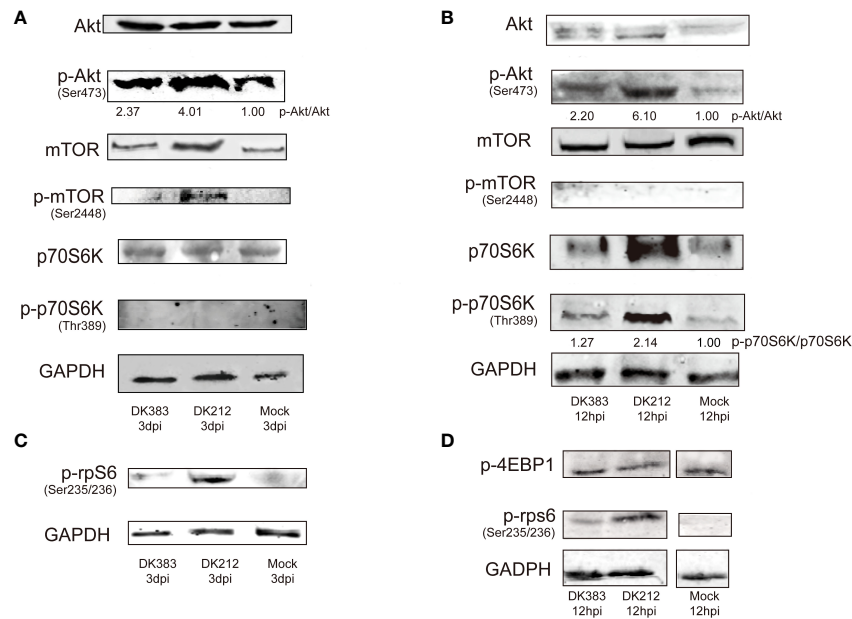 A
Akt
p-Akt
(Ser473)
2.37 4.01 1.00 p-Akt/Akt
mTOR
p-mTOR
(Ser2448)
p70S6K
p-p70S6K
(Thr389)
GAPDH
DK383 DK212 Mock
3dpi 3dpi 3dpi
B
Akt
p-Akt
(Ser473)
2.20 6.10 1.00 p-Akt/Akt
mTOR
p-mTOR
(Ser2448)
p70S6K
p-p70S6K
(Thr389)
1.27 2.14 1.00 p-p70S6K/p70S6K
GAPDH
DK383 DK212 Mock
12hpi 12hpi 12hpi
C
p-rpS6
(Ser235/236)
GAPDH
DK383 DK212 Mock
3dpi 3dpi 3dpi
D
p-4EBP1
p-rps6
(Ser235/236)
GADPH
DK383 DK212 Mock
12hpi 12hpi 12hpi